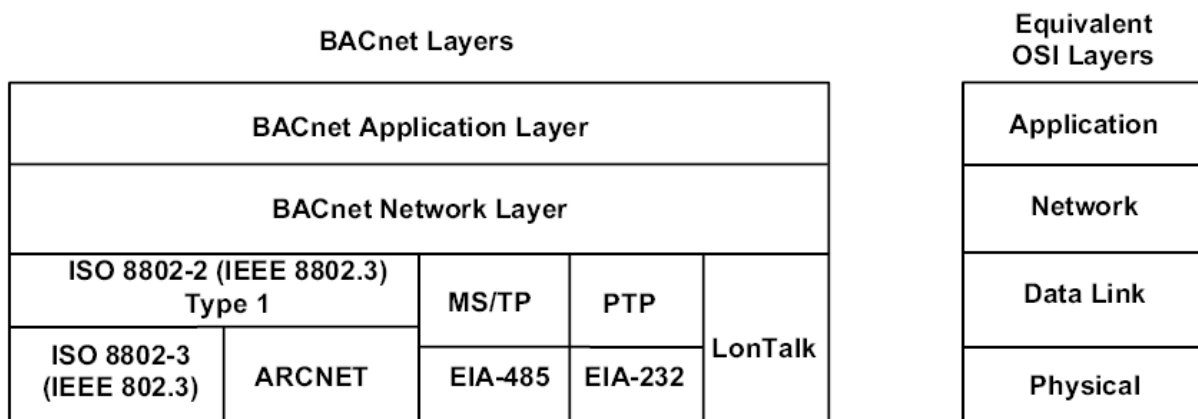 BACnet Layers
Equivalent
OSI Layers
BACnet Application Layer
Application
BACnet Network Layer
Network
ISO 8802-2 (IEEE 8802.3)
Type 1
MS/TP
PTP
LonTalk
Data Link
ISO 8802-3
(IEEE 802.3)
ARCNET
EIA-485
EIA-232
Physical